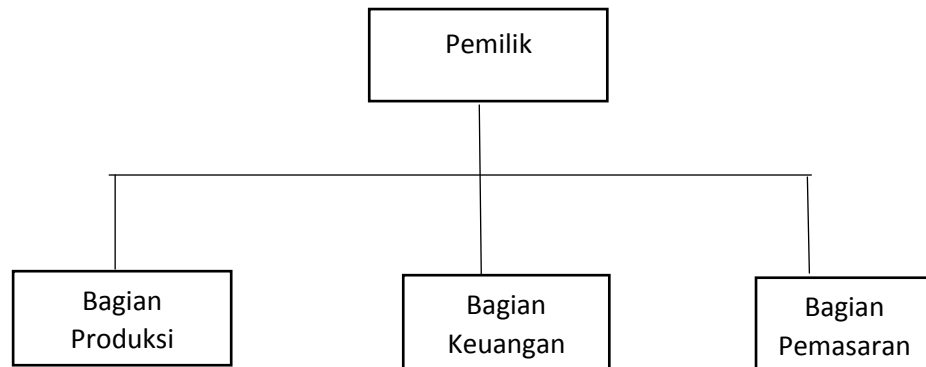 Pemilik
Bagian
Produksi
Bagian
Keuangan
Bagian
Pemasaran